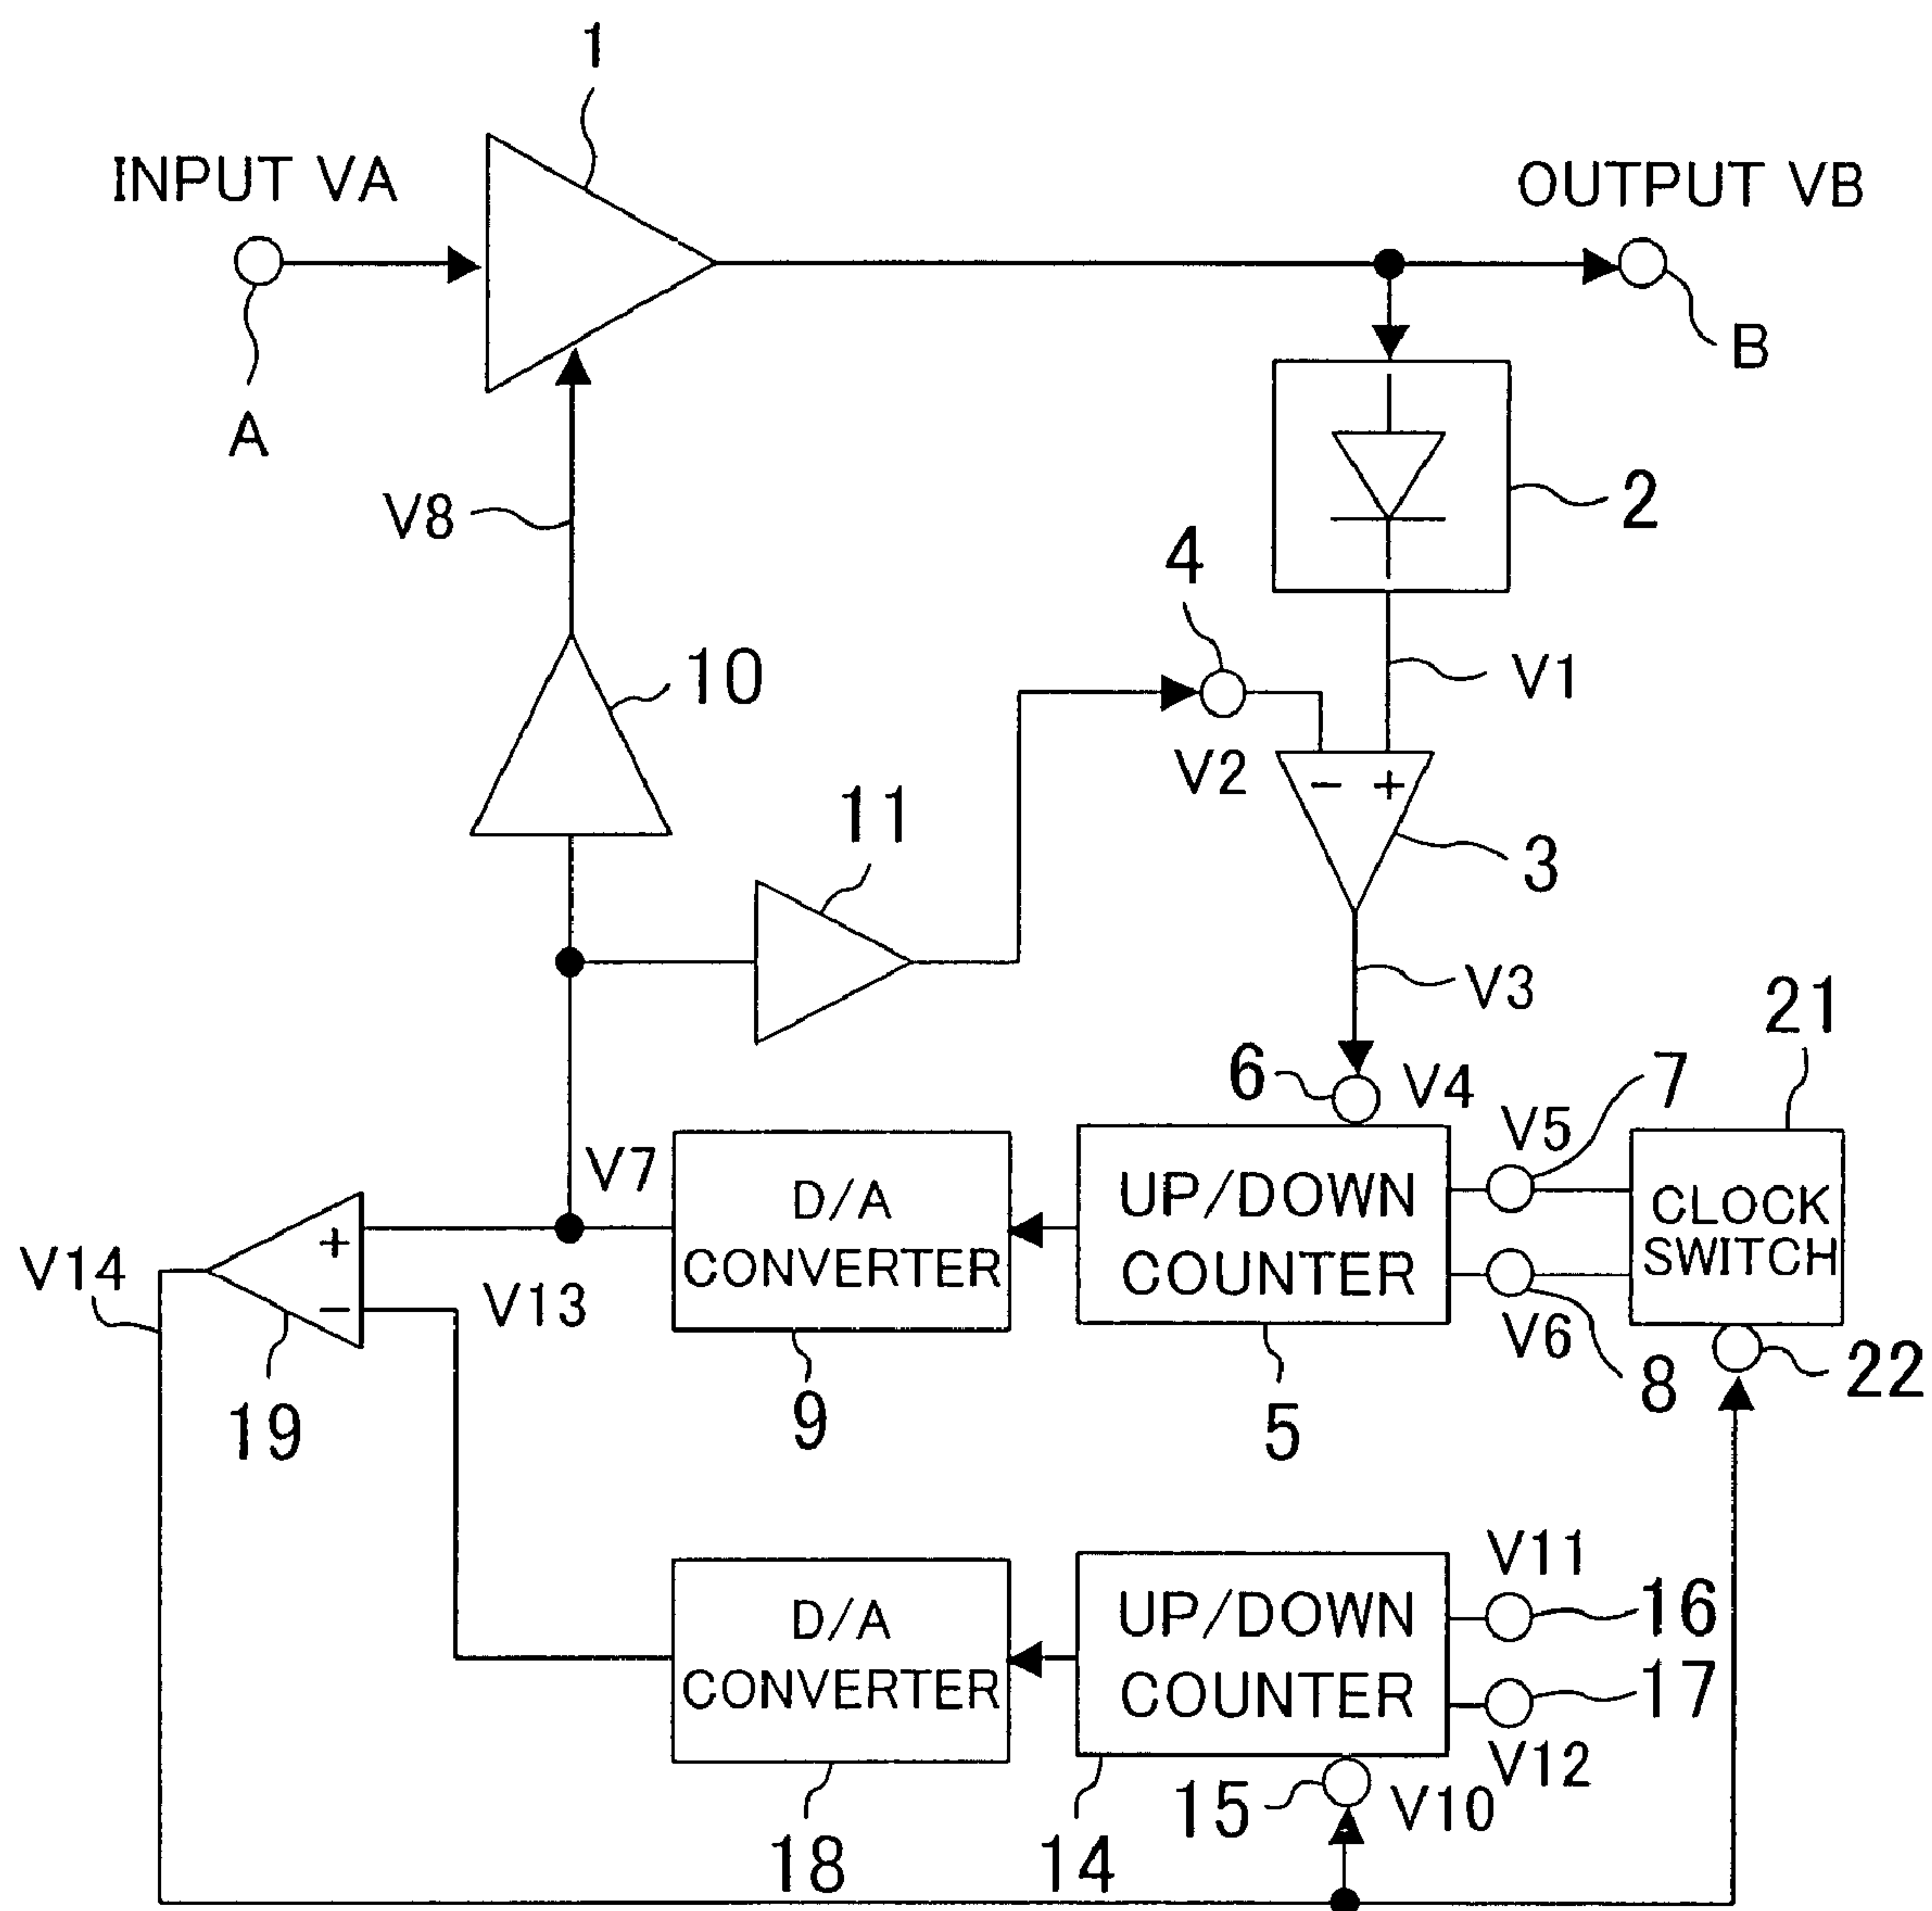 1
INPUT VA
OUTPUT VB
A
B
V8
2
4
10
V1
V2
11
3
V3
21
6
V4
7
V5
V7
D/A
CONVERTER
UP/DOWN
COUNTER
CLOCK
SWITCH
+
−
- +
V14
V13
V6
8
22
19
9
5
V11
D/A
CONVERTER
UP/DOWN
COUNTER
16
17
V12
15
V10
18
14